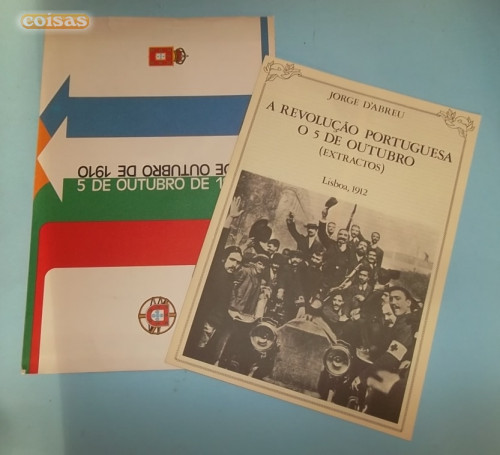 coisas
DE OUTUBRO DE 1910
5 DE OUTUBRO DE 1
JORGE D'ABREU
A REVOLUÇÃO PORTUGUESA
O 5 DE OUTUBRO
(EXTRACTOS)
Lisboa, 1912